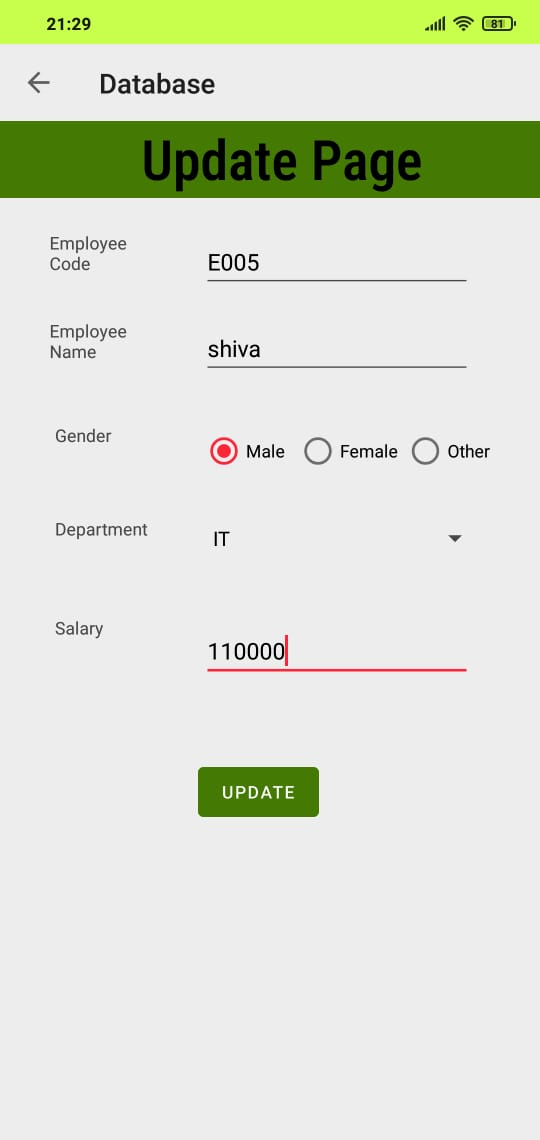 21:29
81
Database
Update Page
Employee
Code
E005
Employee
Name
shiva
Gender
Male
Female
Other
Department
IT
Salary
110000
UPDATE